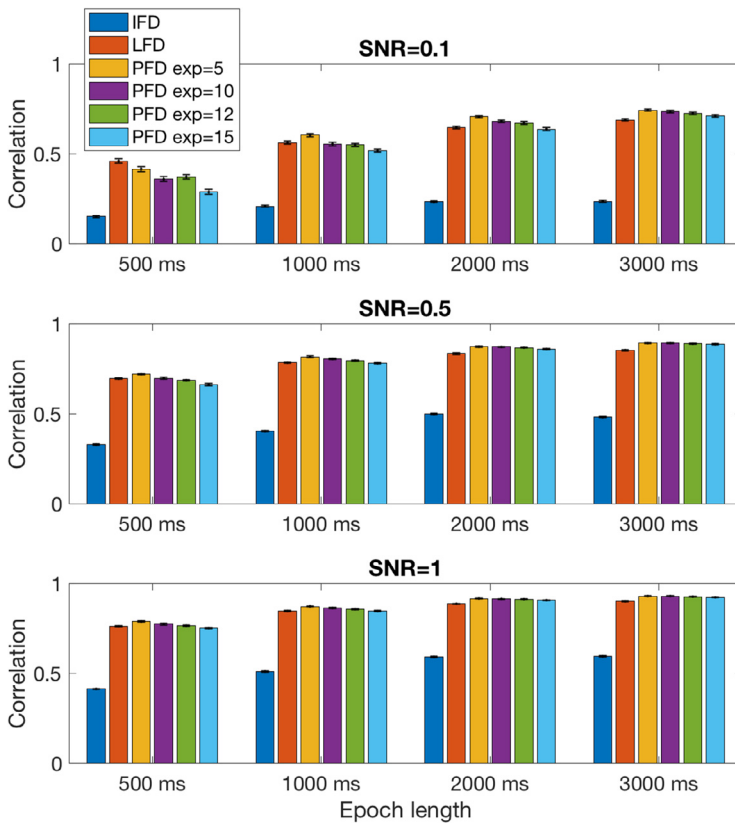 IFD
LFD
PFD exp=5
PFD exp=10
PFD exp=12
PFD exp=15
SNR=0.1
1
0.5
0
Correlation
500 ms 1000 ms 2000 ms 3000 ms
SNR=0.5
1
0.5
0
Correlation
500 ms 1000 ms 2000 ms 3000 ms
SNR=1
1
0.5
0
Correlation
500 ms 1000 ms 2000 ms 3000 ms
Epoch length